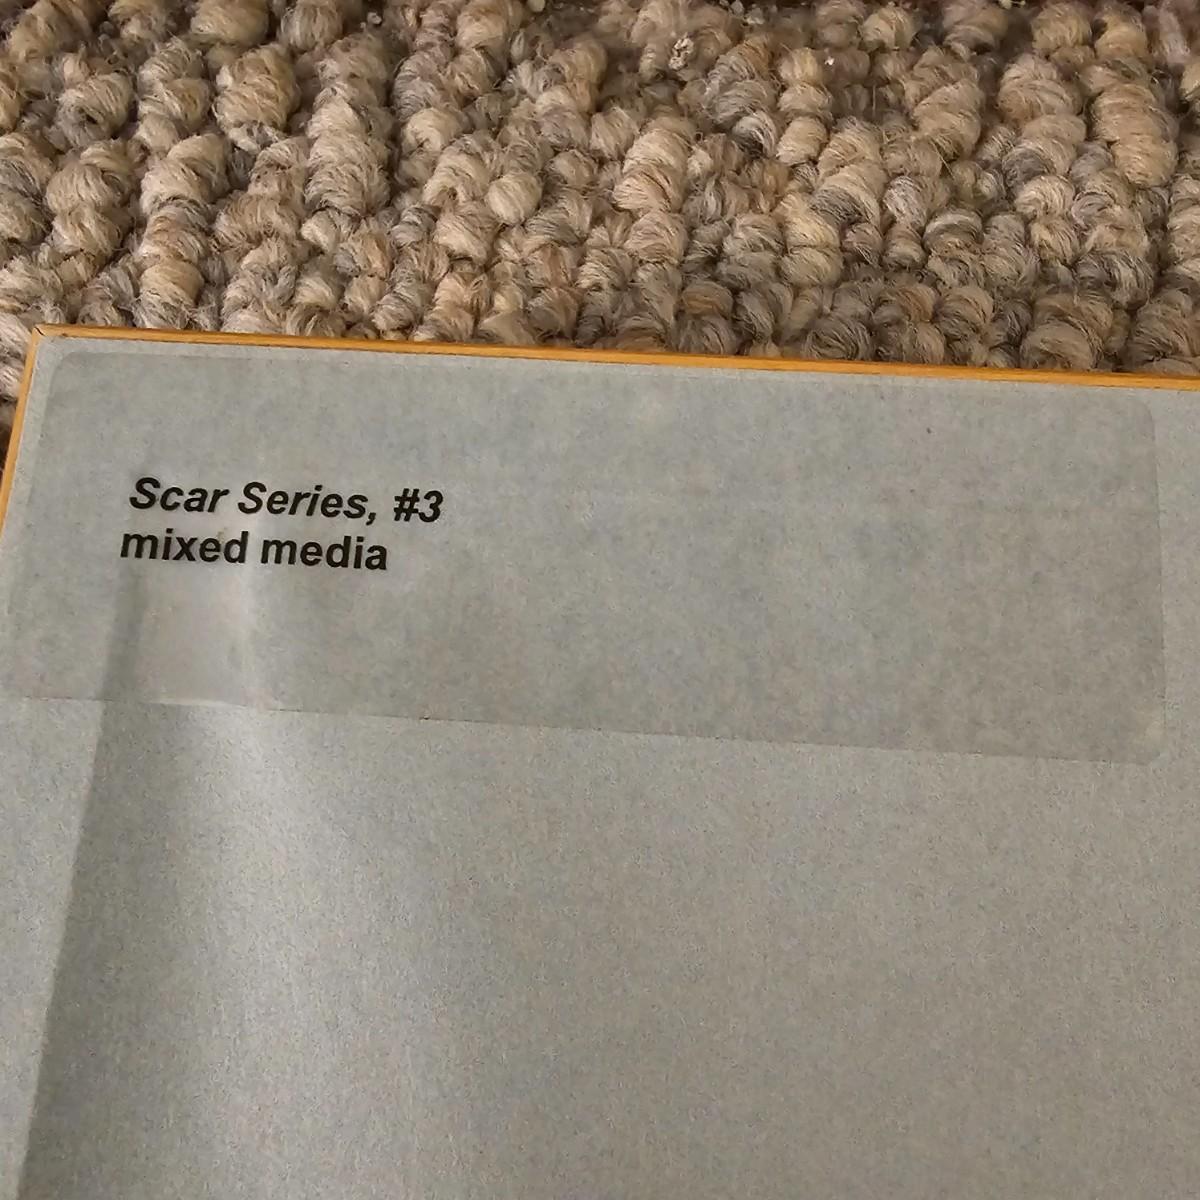 Scar Series, #3
mixed media